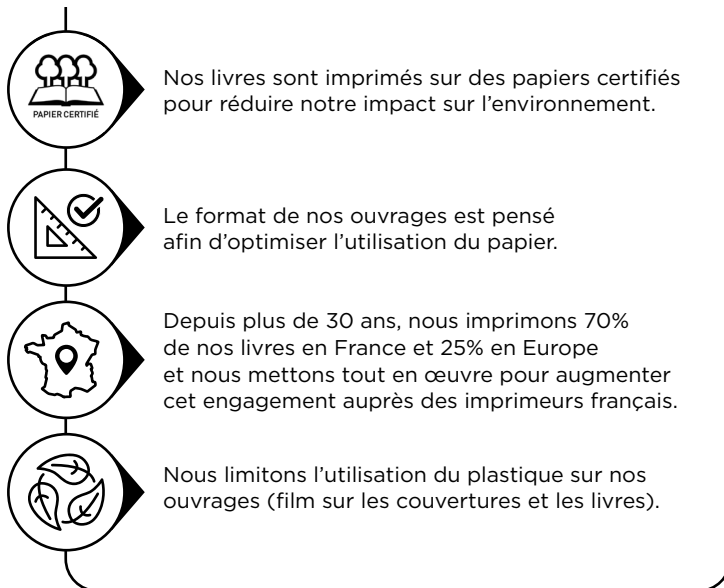 PAPIER CERTIFIÉ
Nos livres sont imprimés sur des papiers certifiés
pour réduire notre impact sur l’environnement.
Le format de nos ouvrages est pensé
afin d’optimiser l’utilisation du papier.
Depuis plus de 30 ans, nous imprimons 70%
de nos livres en France et 25% en Europe
et nous mettons tout en œuvre pour augmenter
cet engagement auprès des imprimeurs français.
Nous limitons l’utilisation du plastique sur nos
ouvrages (film sur les couvertures et les livres).